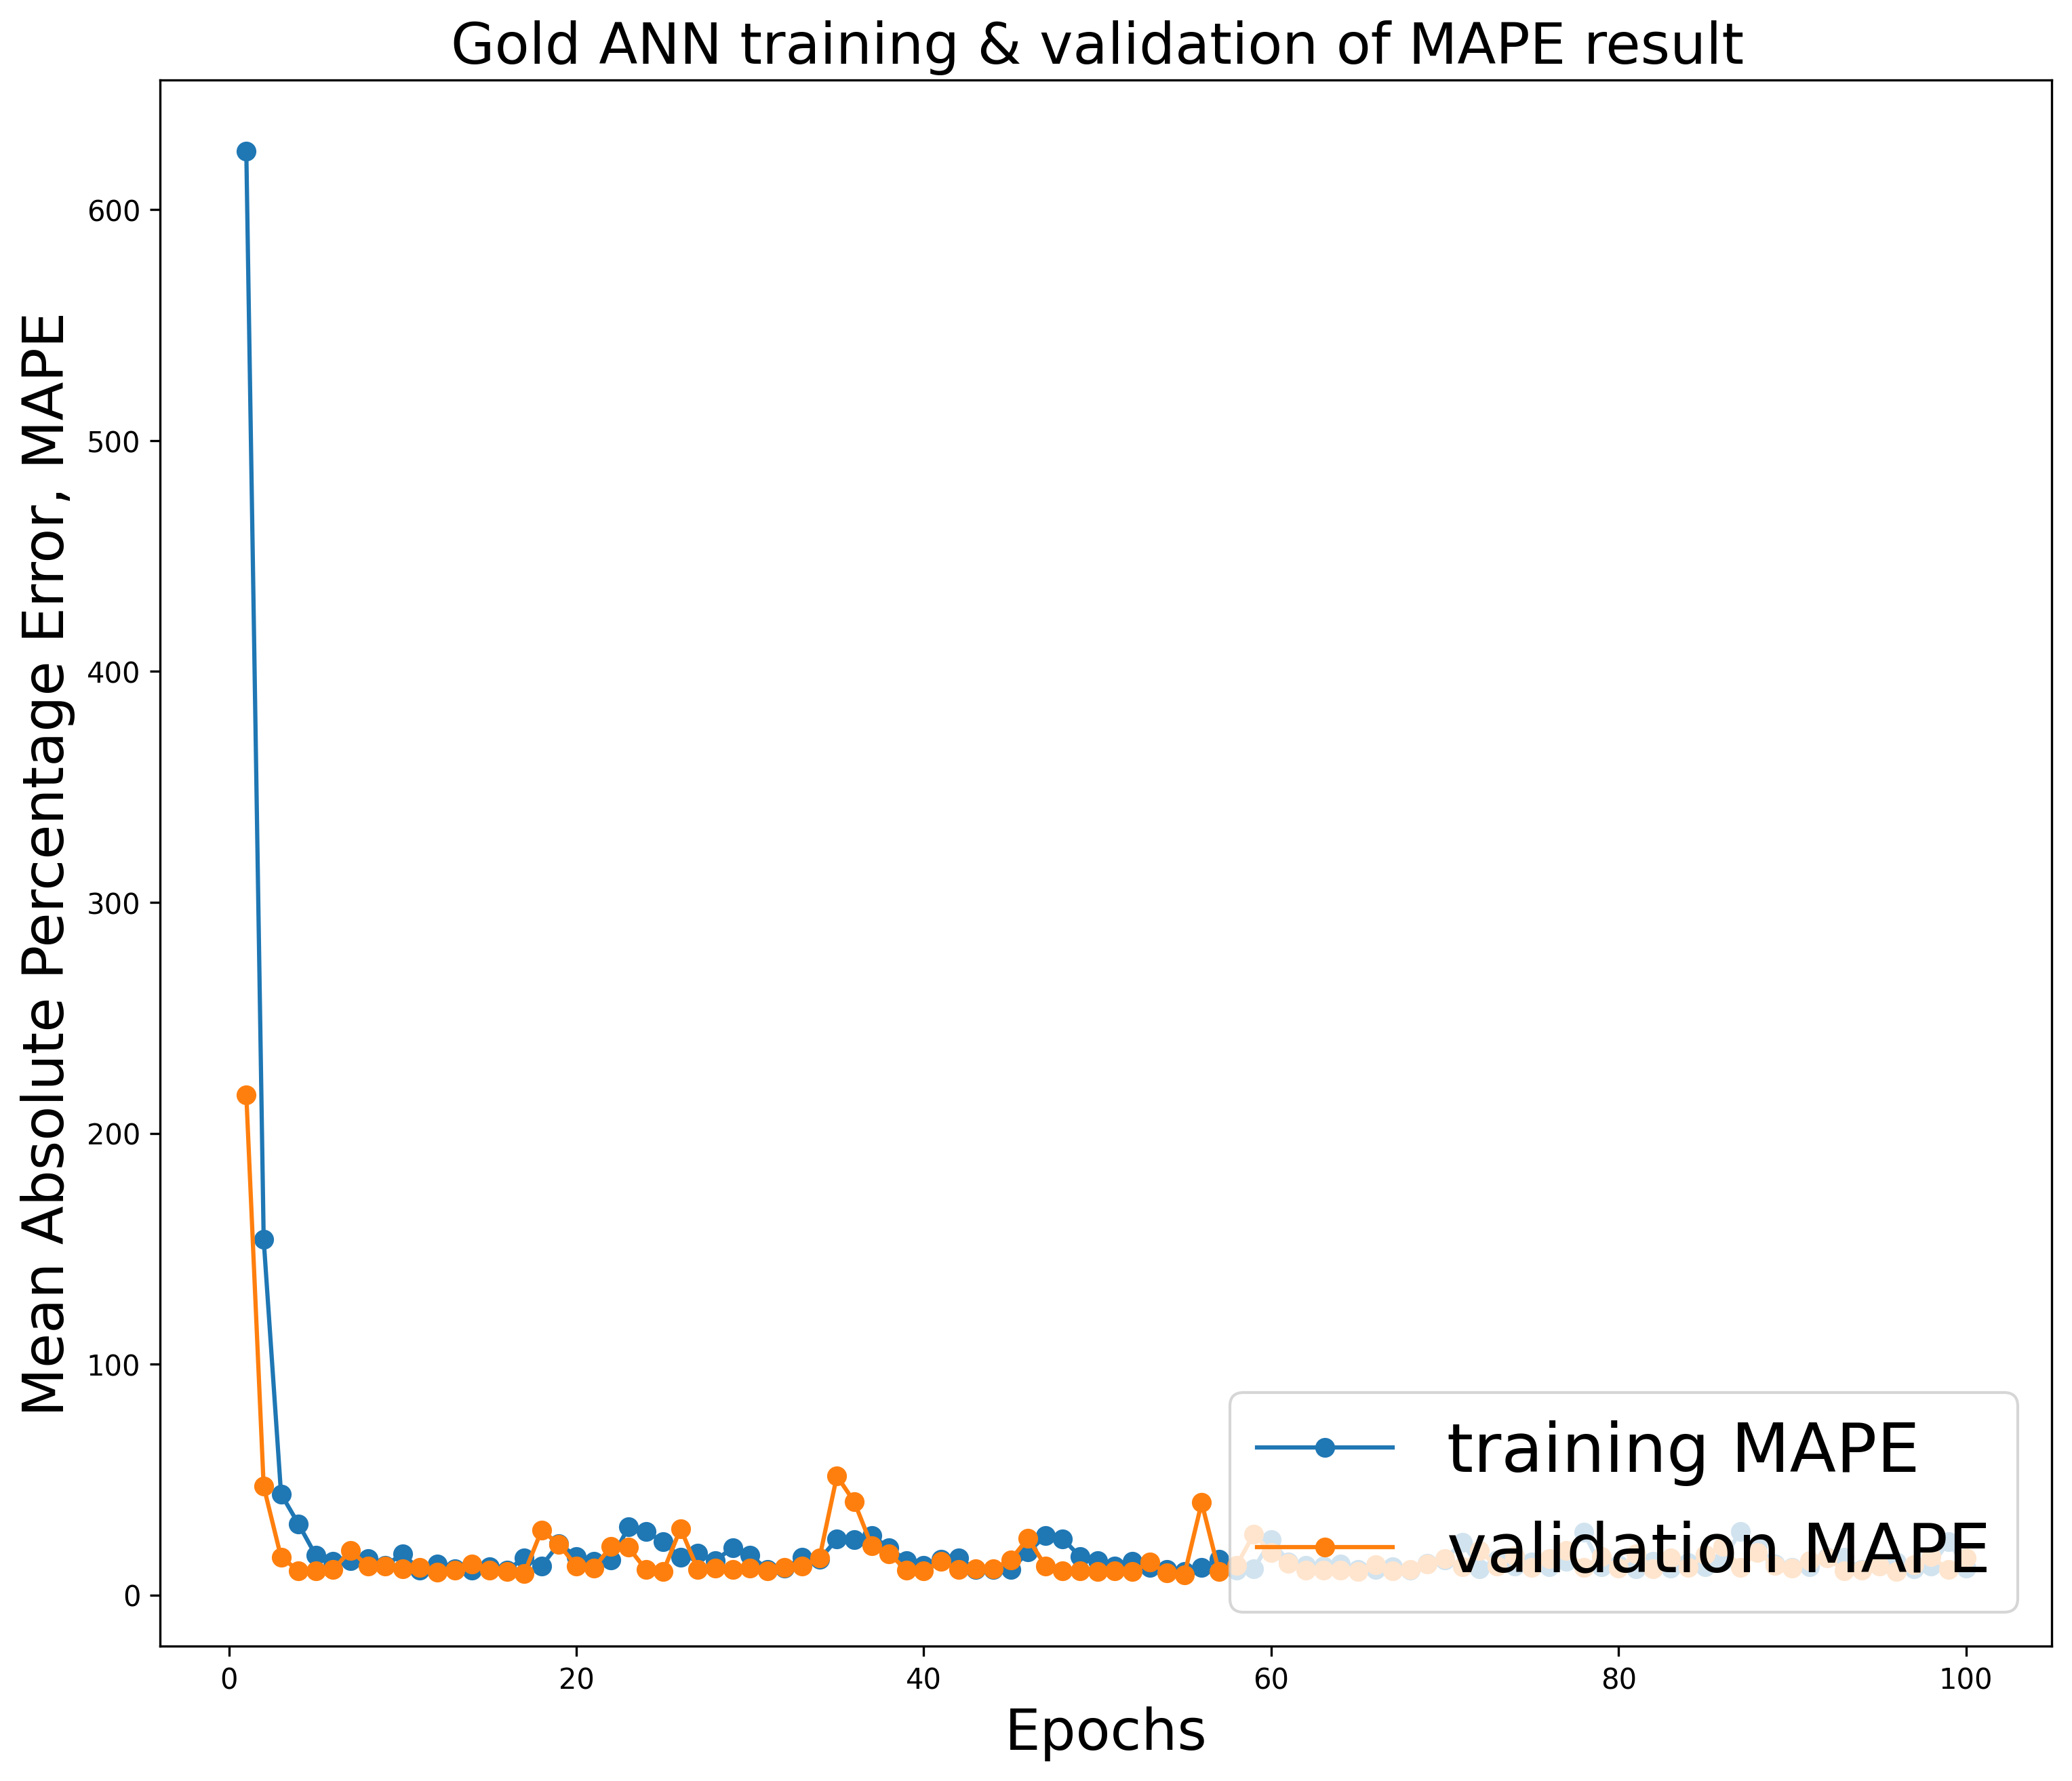 Gold ANN training & validation of MAPE result
Mean Absolute Percentage Error, MAPE
600
500
400
300
200
100
0
training MAPE
validation MAPE
0 20 40 60 80 100
Epochs